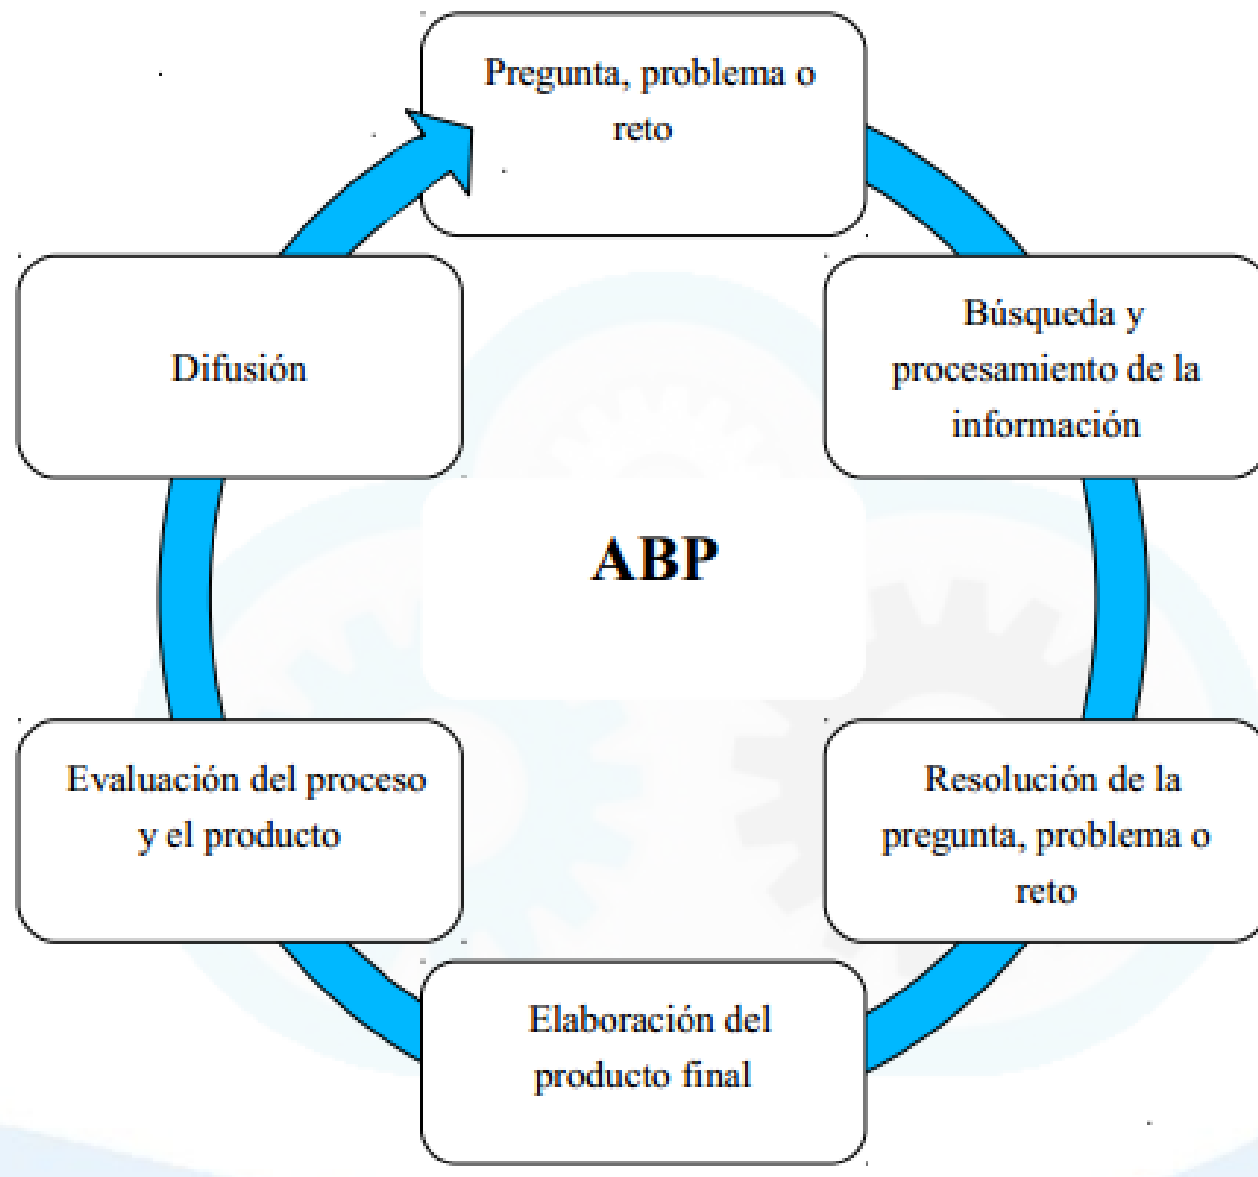 Pregunta, problema o
reto
Búsqueda y
procesamiento de la
información
Difusión
ABP
Resolución de la
pregunta, problema o
reto
Evaluación del proceso
y el producto
Elaboración del
producto final